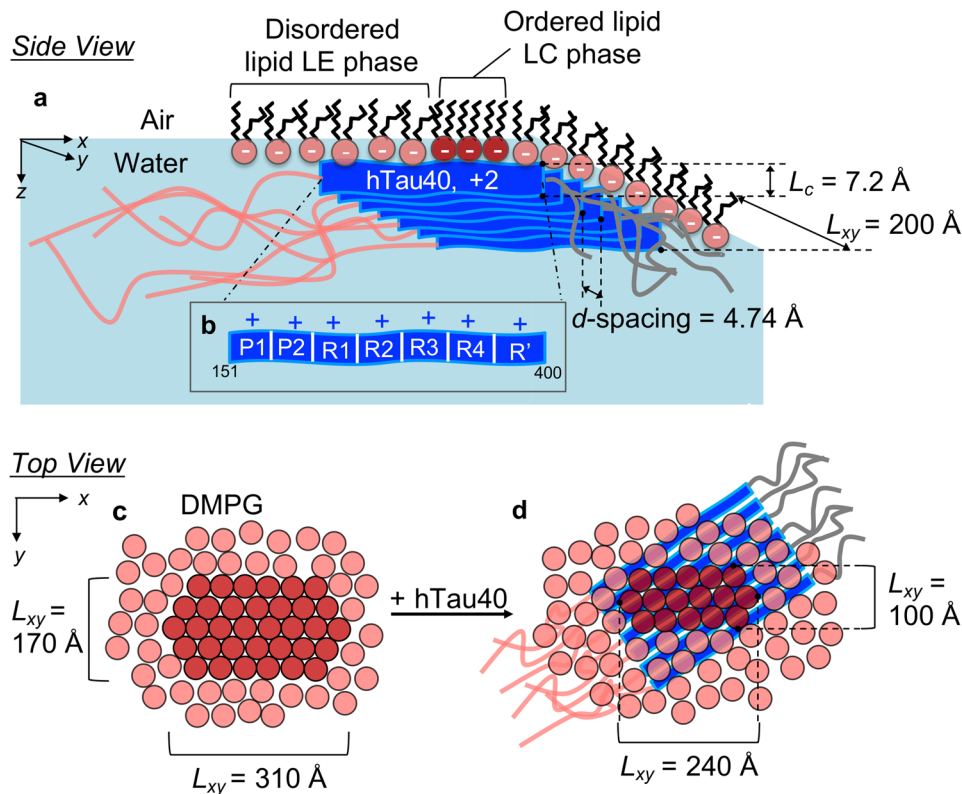 Side View
Disordered
lipid LE phase
Ordered lipid
LC phase
a
Air
x
y
Water
z
- - - - - - - - - - - - - - -
hTau40, +2
Lc = 7.2 Å
Lxy = 200 Å
d-spacing = 4.74 Å
b
+ + + + + + +
P1 P2 R1 R2 R3 R4 R'
151 400
Top View
x
y
c
DMPG
d
Lxy =
170 Å
+ hTau40
Lxy =
100 Å
Lxy = 310 Å
Lxy = 240 Å